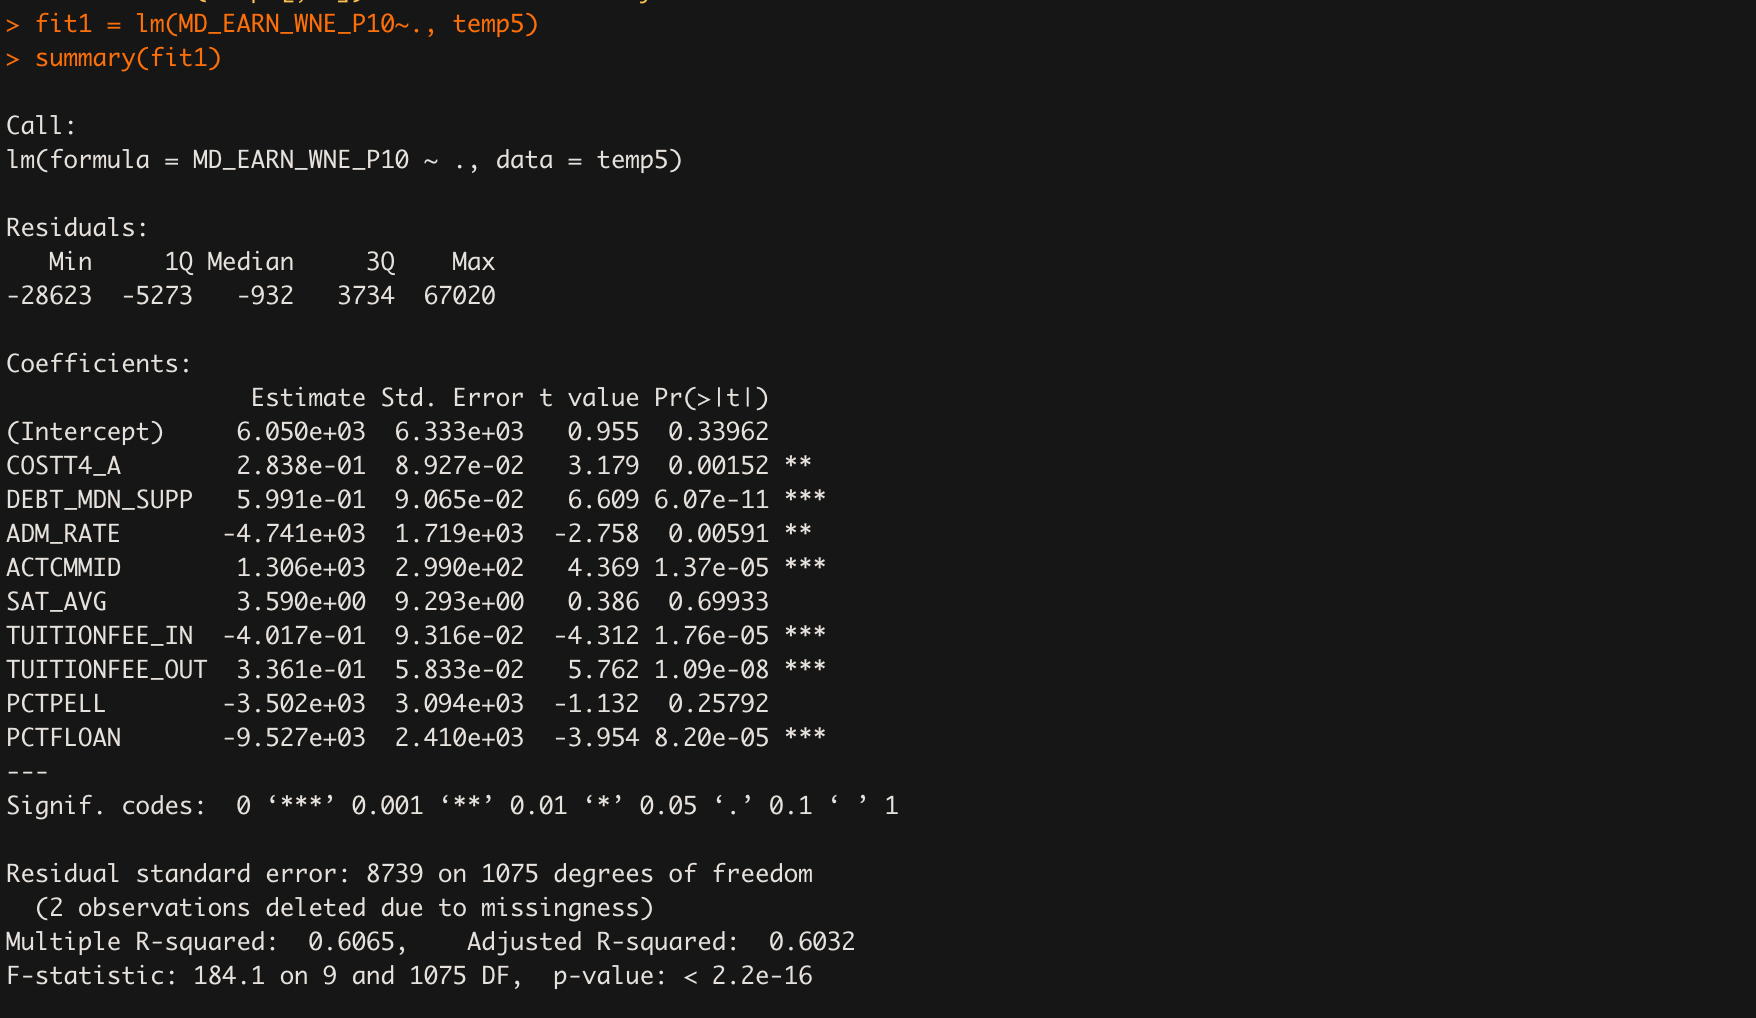 > fit1 = lm(MD_EARN_WNE_P10~., temp5)
> summary(fit1)
Call:
lm(formula = MD_EARN_WNE_P10 ~ ., data = temp5)
Residuals:
   Min     1Q Median     3Q    Max
-28623  -5273   -932   3734  67020
Coefficients:
                 Estimate Std. Error t value Pr(>|t|)
(Intercept)     6.050e+03  6.333e+03   0.955  0.33962
COSTT4_A        2.838e-01  8.927e-02   3.179  0.00152 **
DEBT_MDN_SUPP   5.991e-01  9.065e-02   6.609 6.07e-11 ***
ADM_RATE       -4.741e+03  1.719e+03  -2.758  0.00591 **
ACTCMMID        1.306e+03  2.990e+02   4.369 1.37e-05 ***
SAT_AVG         3.590e+00  9.293e+00   0.386  0.69933
TUITIONFEE_IN  -4.017e-01  9.316e-02  -4.312 1.76e-05 ***
TUITIONFEE_OUT  3.361e-01  5.833e-02   5.762 1.09e-08 ***
PCTPELL        -3.502e+03  3.094e+03  -1.132  0.25792
PCTFLOAN       -9.527e+03  2.410e+03  -3.954 8.20e-05 ***
---
Signif. codes:  0 ‘***’ 0.001 ‘**’ 0.01 ‘*’ 0.05 ‘.’ 0.1 ‘ ’ 1
Residual standard error: 8739 on 1075 degrees of freedom
  (2 observations deleted due to missingness)
Multiple R-squared:  0.6065,    Adjusted R-squared:  0.6032
F-statistic: 184.1 on 9 and 1075 DF,  p-value: < 2.2e-16